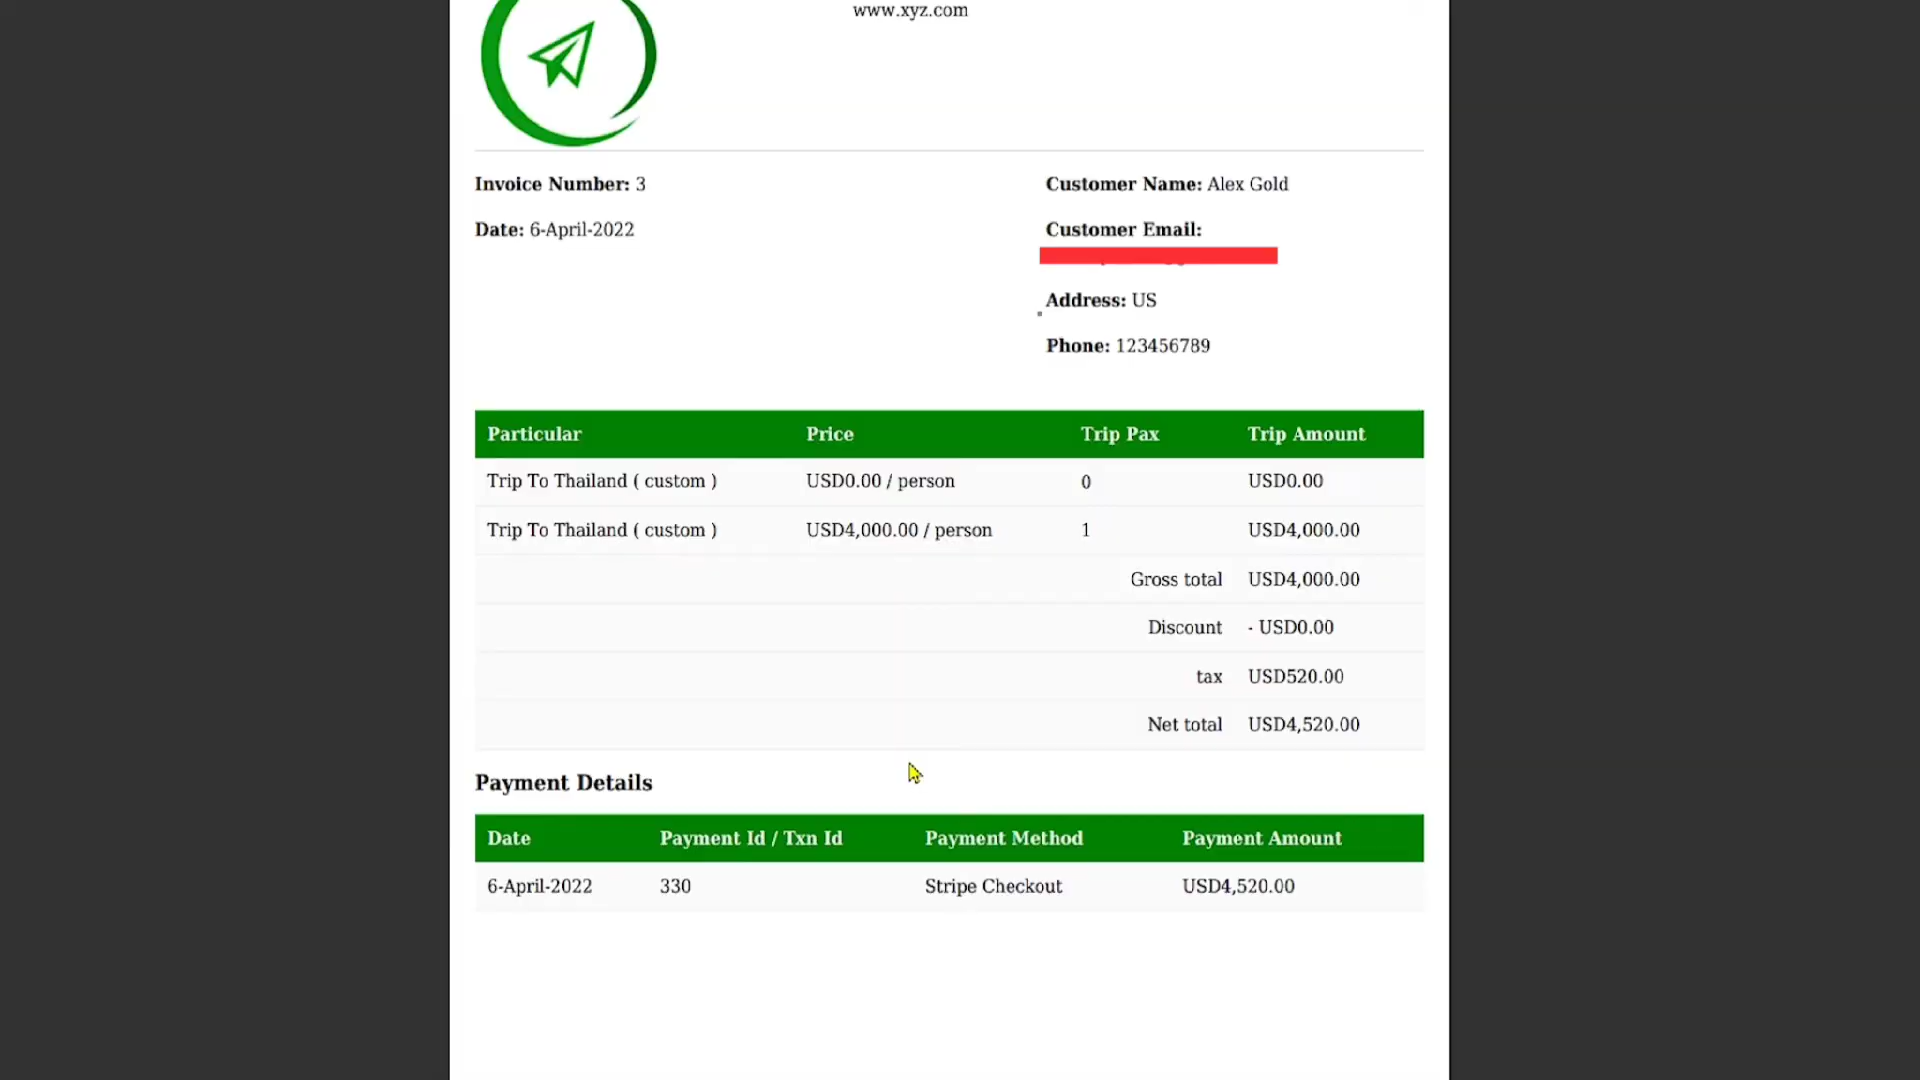 www.xyz.com
Invoice Number: 3
Customer Name: Alex Gold
Date: 6-April-2022
Customer Email:
Address: US
Phone: 123456789
Particular Price Trip Pax Trip Amount
Trip To Thailand ( custom ) USD0.00 / person 0 USD0.00
Trip To Thailand ( custom ) USD4,000.00 / person 1 USD4,000.00
Gross total USD4,000.00
Discount - USD0.00
tax USD520.00
Net total USD4,520.00
Payment Details
Date Payment Id / Txn Id Payment Method Payment Amount
6-April-2022 330 Stripe Checkout USD4,520.00